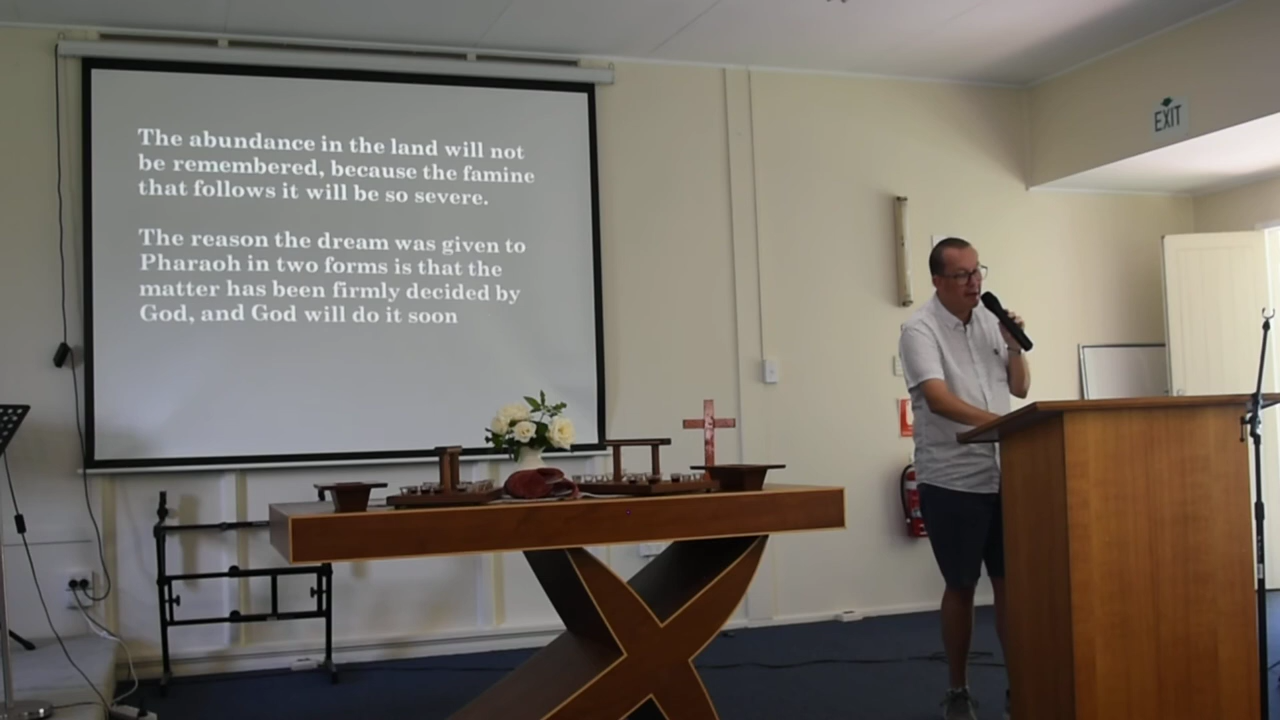 The abundance in the land will not
be remembered, because the famine
that follows it will be so severe.
The reason the dream was given to
Pharaoh in two forms is that the
matter has been firmly decided by
God, and God will do it soon
EXIT